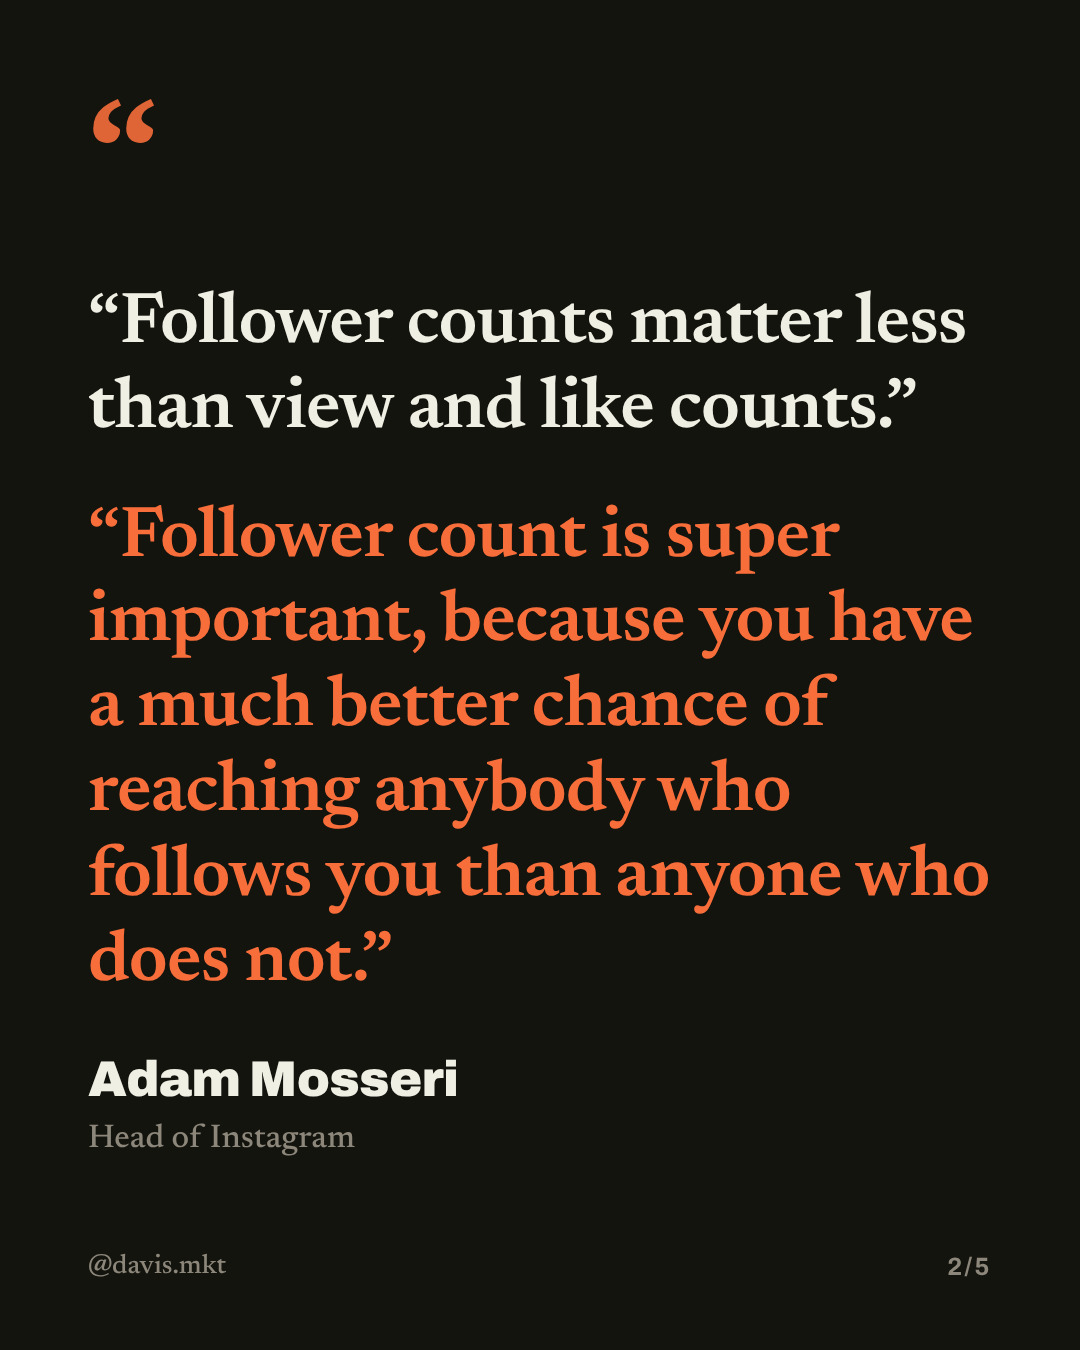 “
“Follower counts matter less
than view and like counts.”
“Follower count is super
important, because you have
a much better chance of
reaching anybody who
follows you than anyone who
does not.”
Adam Mosseri
Head of Instagram
@davis.mkt
2/5